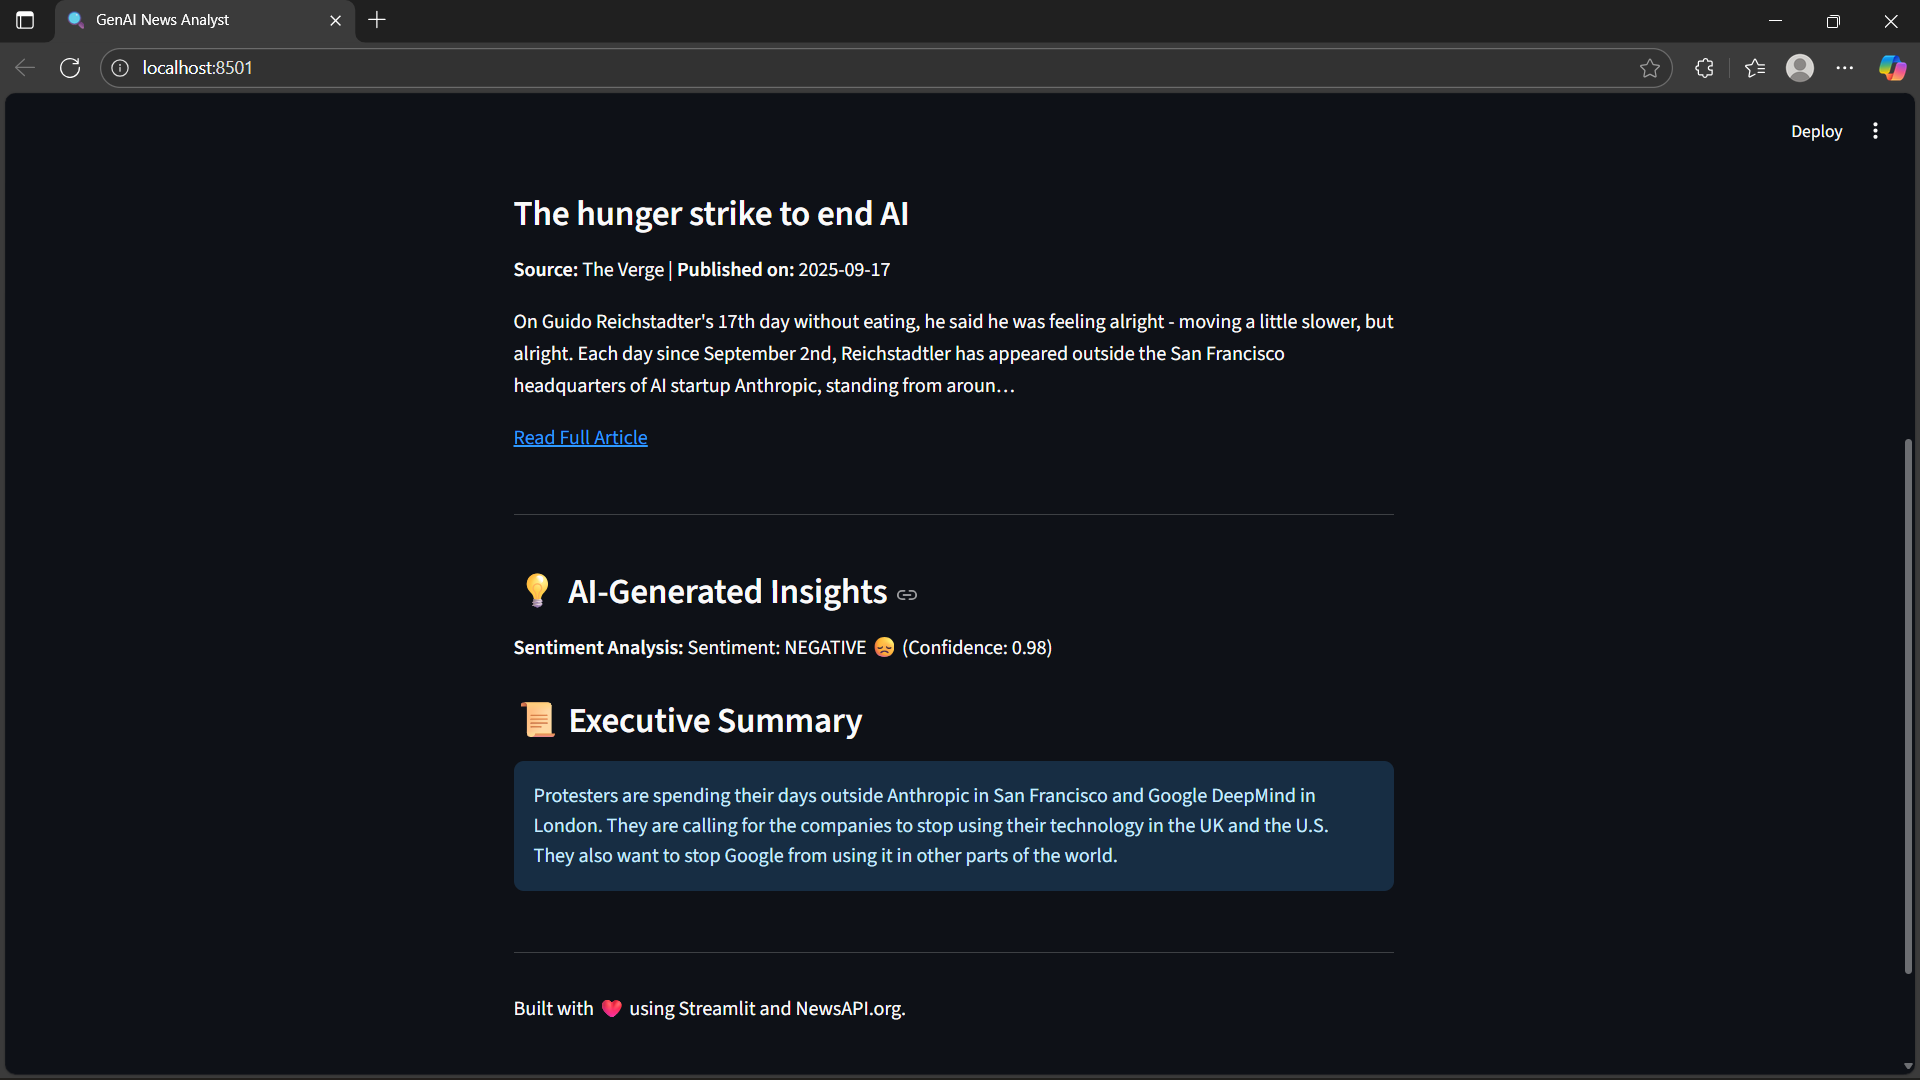 GenAI News Analyst
localhost:8501
Deploy
The hunger strike to end AI
Source: The Verge | Published on: 2025-09-17
On Guido Reichstadter's 17th day without eating, he said he was feeling alright - moving a little slower, but
alright. Each day since September 2nd, Reichstadtler has appeared outside the San Francisco
headquarters of AI startup Anthropic, standing from aroun…
Read Full Article
💡 AI-Generated Insights
Sentiment Analysis: Sentiment: NEGATIVE 😞 (Confidence: 0.98)
📜 Executive Summary
Protesters are spending their days outside Anthropic in San Francisco and Google DeepMind in
London. They are calling for the companies to stop using their technology in the UK and the U.S.
They also want to stop Google from using it in other parts of the world.
Built with ❤️ using Streamlit and NewsAPI.org.